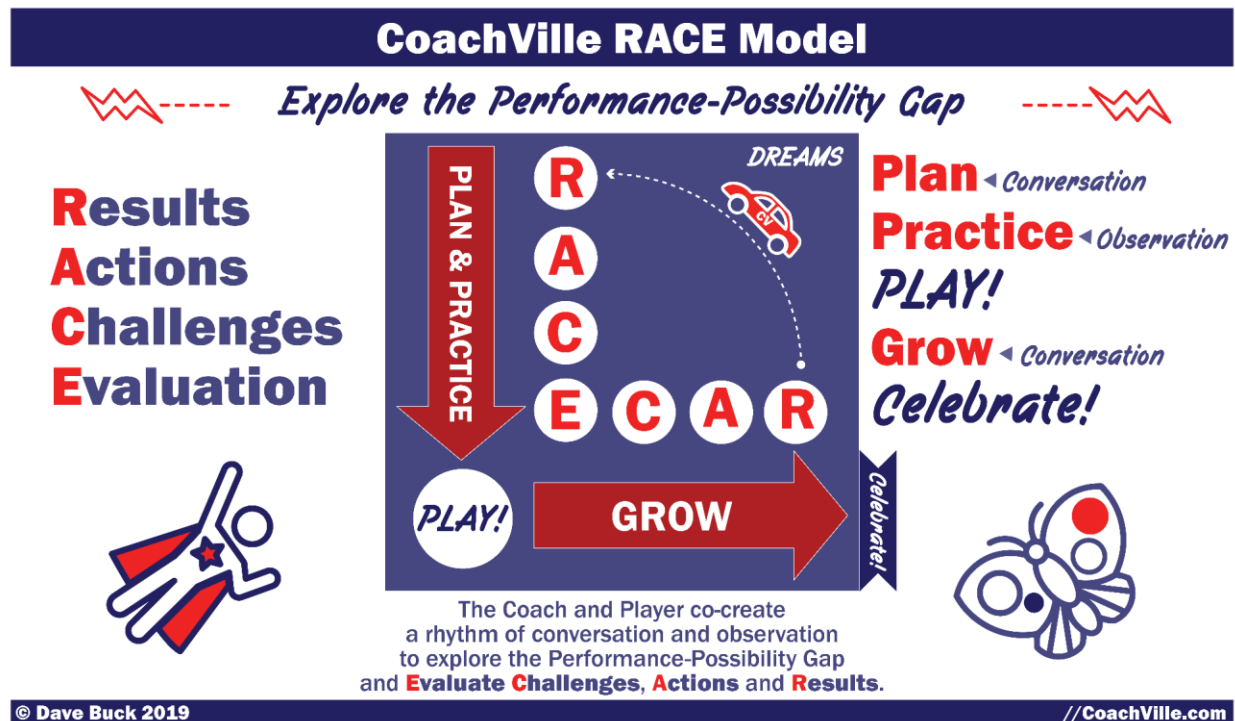 CoachVille RACE Model
Explore the Performance-Possibility Gap
Results
Actions
Challenges
Evaluation
PLAN & PRACTICE
R
A
C
E C A R
DREAMS
CV
PLAY!
GROW
Celebrate!
Plan Conversation
Practice Observation
PLAY!
Grow Conversation
Celebrate!
The Coach and Player co-create
a rhythm of conversation and observation
to explore the Performance-Possibility Gap
and Evaluate Challenges, Actions and Results.
© Dave Buck 2019
//CoachVille.com